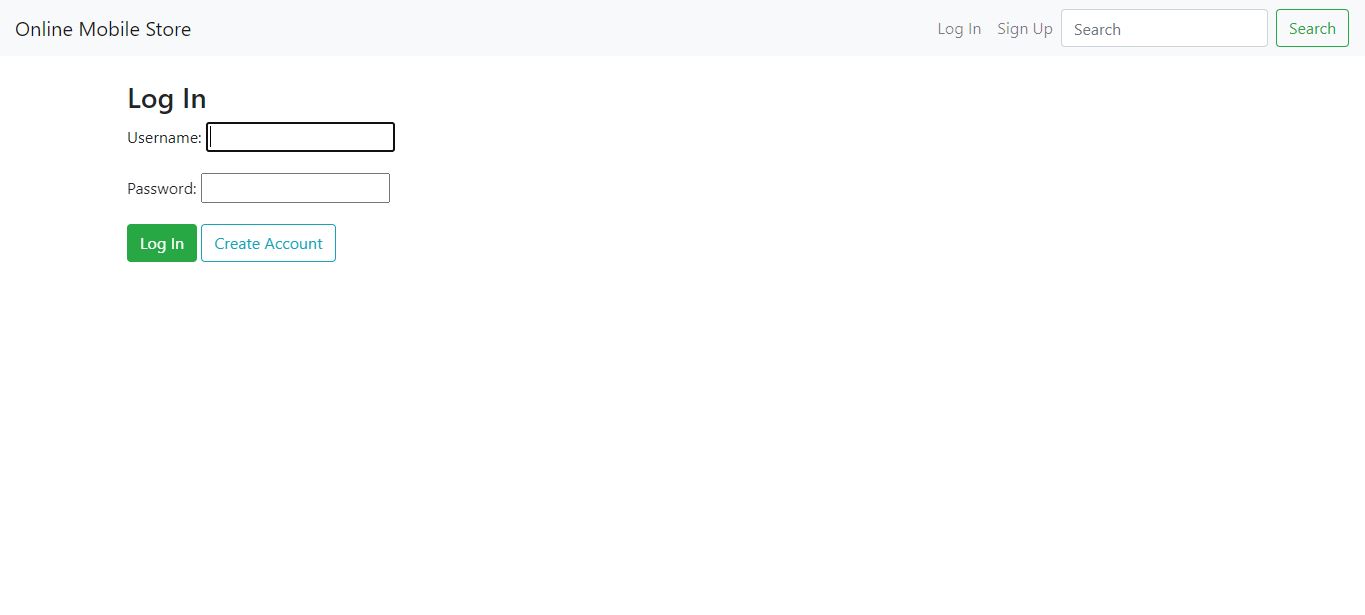 Online Mobile Store Log In Sign Up Search Search
Log In
Username:
Password:
Log In Create Account